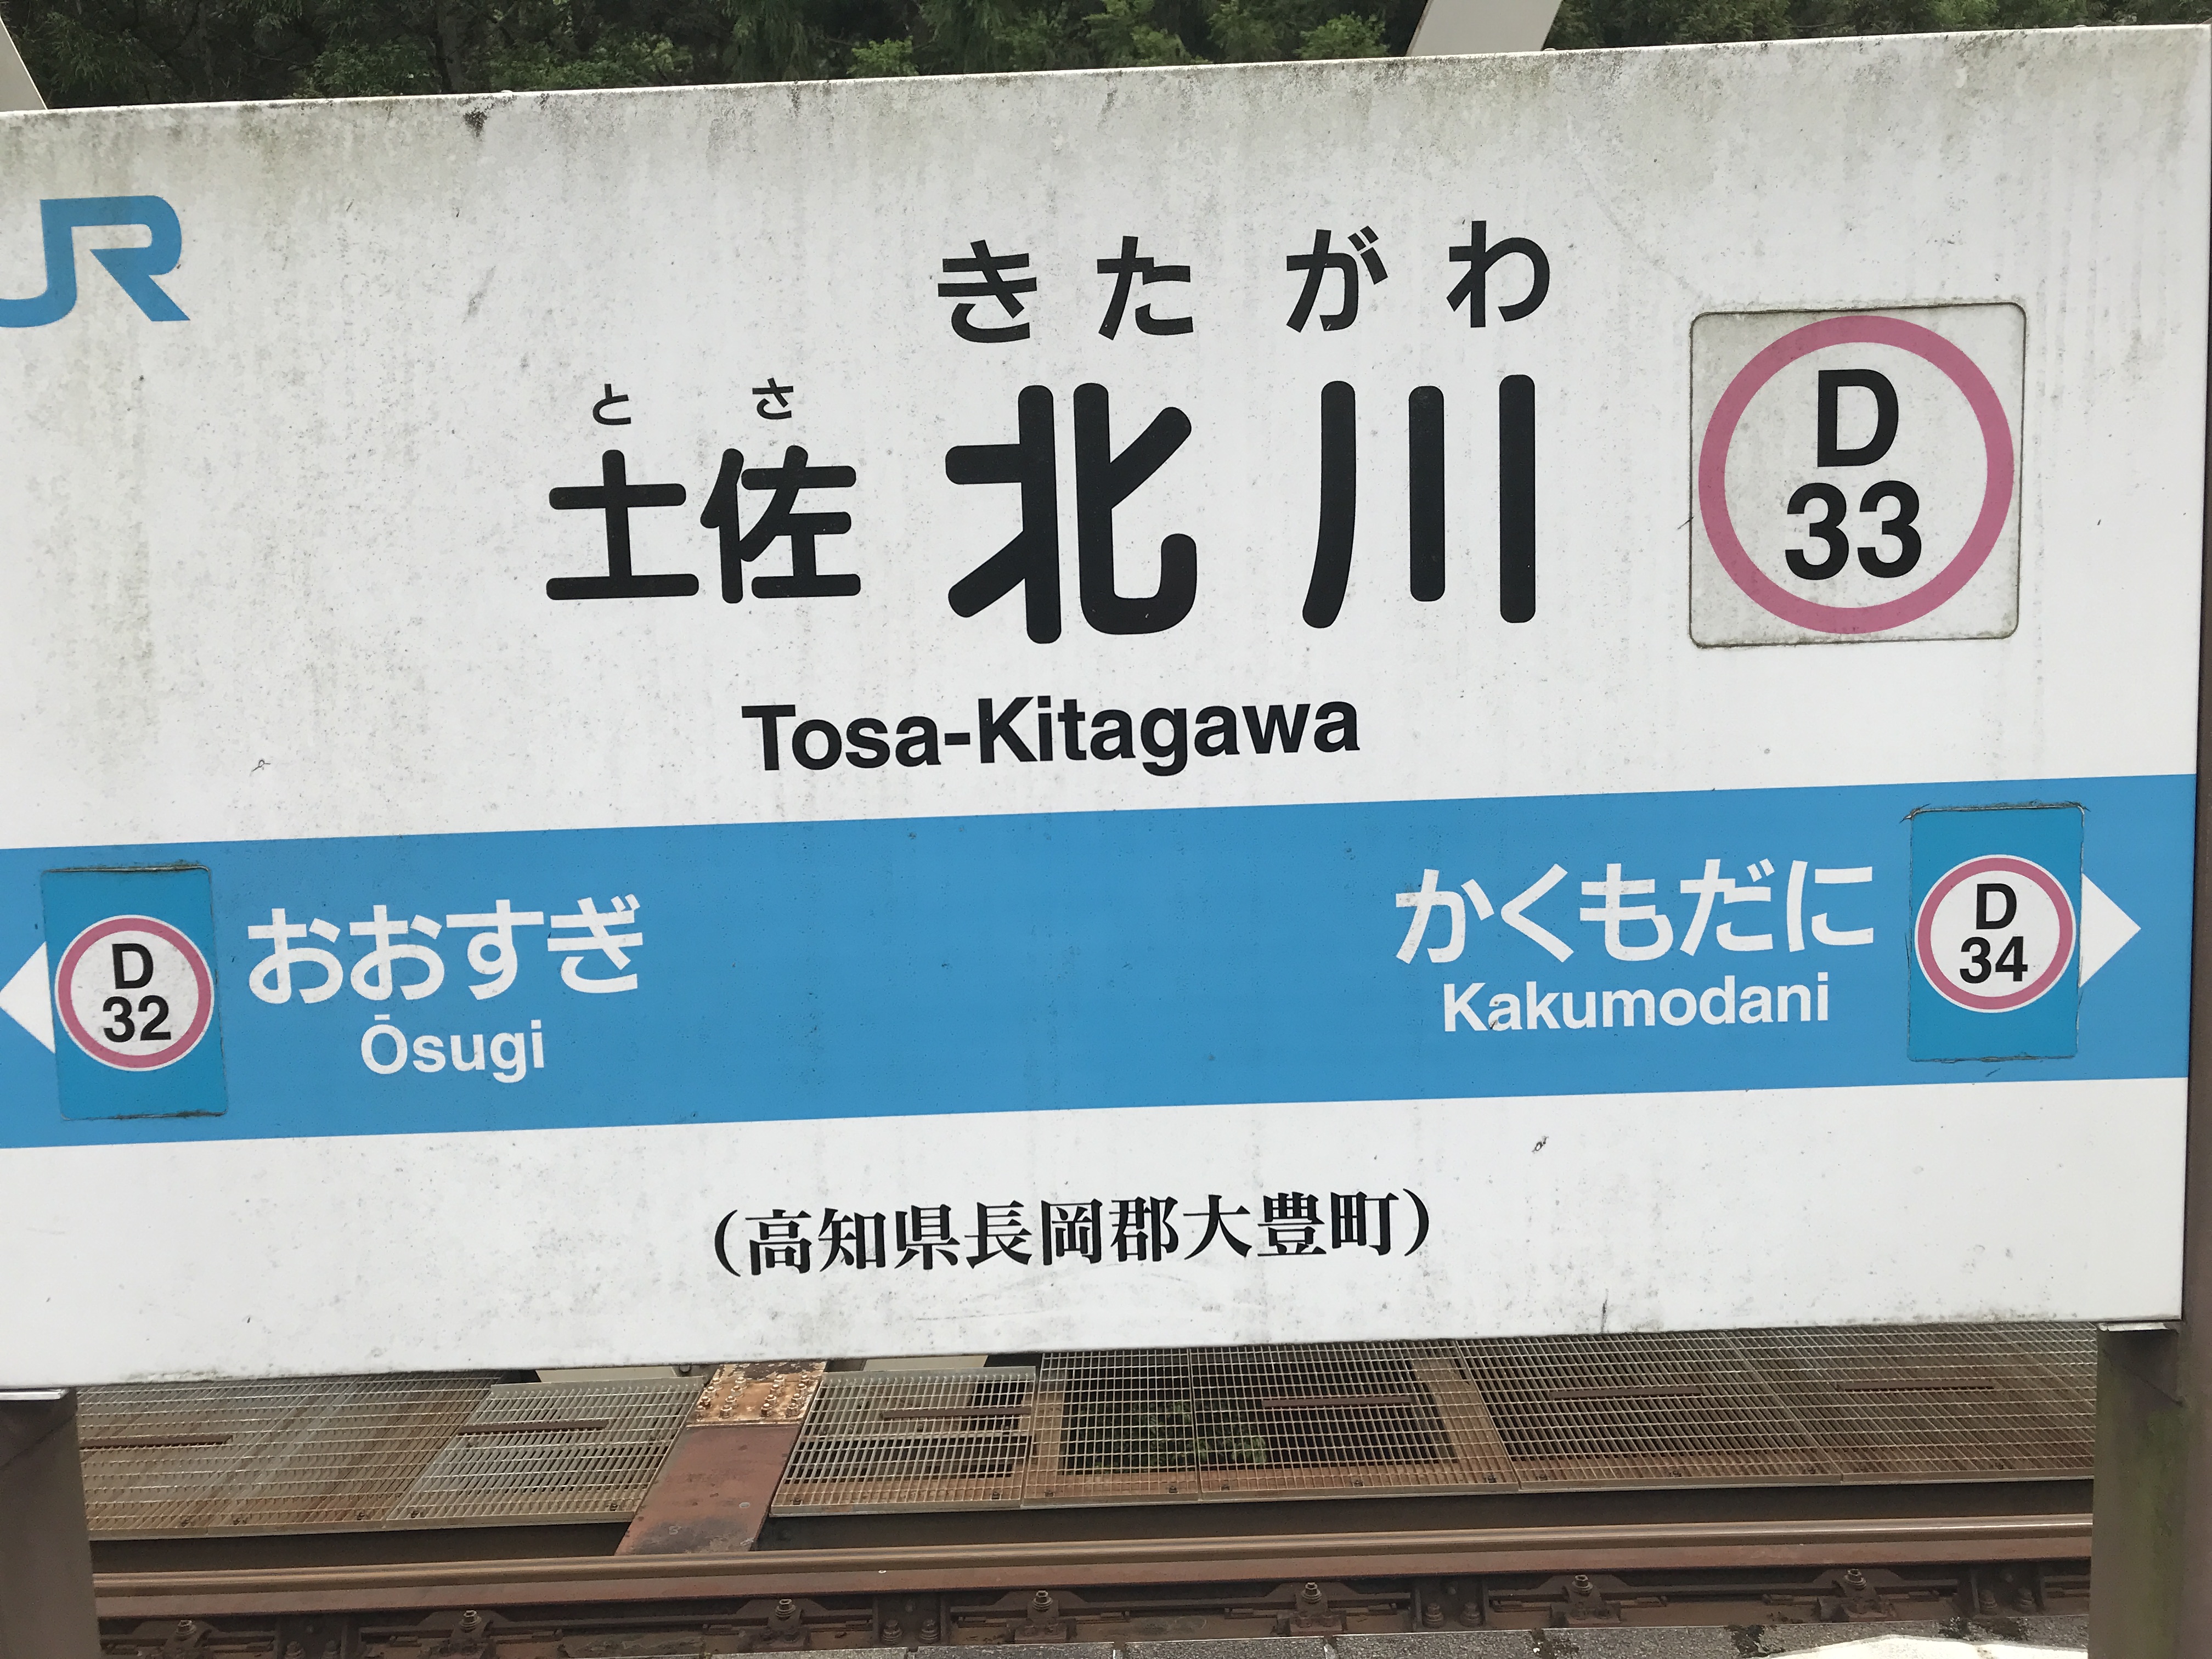 JR
きたがわ
とさ
土佐北川
D
33
Tosa-Kitagawa
D
32
おおすぎ
Ōsugi
かくもだに
Kakumodani
D
34
(高知県長岡郡大豊町)